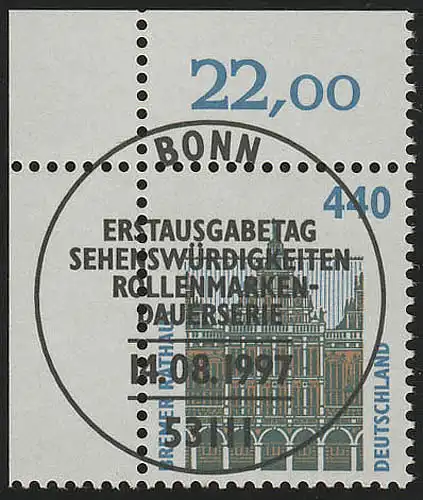 22,00
BONN
440
ERSTAUSGABETAG
SEHENSWÜRDIGKEITEN
ROLLENMARKEN-
DAUERSERIE
14.08.1997
53111
BREMER RATHAUS
DEUTSCHLAND